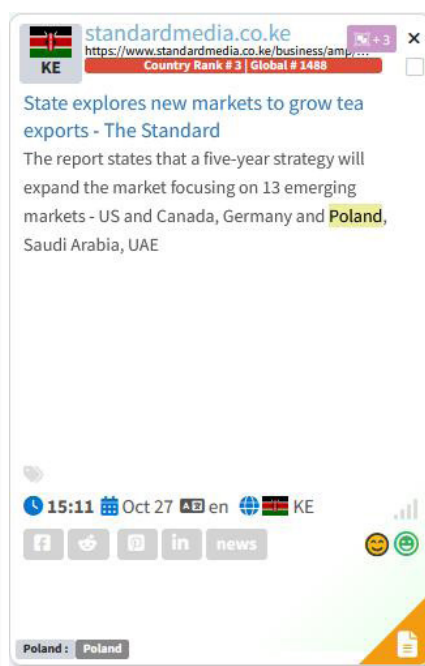 standardmedia.co.ke
+3
https://www.standardmedia.co.ke/business/amp/...
KE
Country Rank # 3 | Global # 1488
State explores new markets to grow tea
exports - The Standard
The report states that a five-year strategy will
expand the market focusing on 13 emerging
markets - US and Canada, Germany and Poland,
Saudi Arabia, UAE
15:11 Oct 27 en KE
news
Poland : Poland